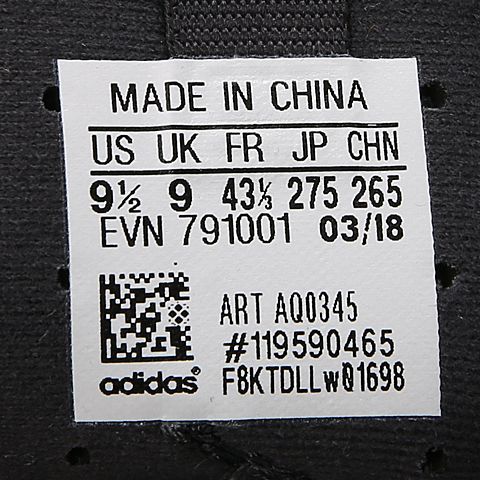 MADE IN CHINA
US UK FR JP CHN
9½ 9 43⅓ 275 265
EVN 791001 03/18
ART AQ0345
#119590465
adidas® F8KTDLLw01698